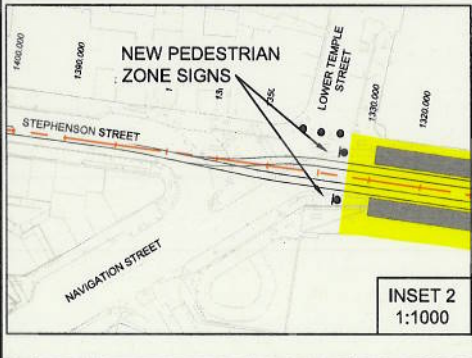 1400.000
1390.000
NEW PEDESTRIAN
ZONE SIGNS
LOWER TEMPLE
STREET
1330.000
1320.000
STEPHENSON STREET
NAVIGATION STREET
INSET 2
1:1000